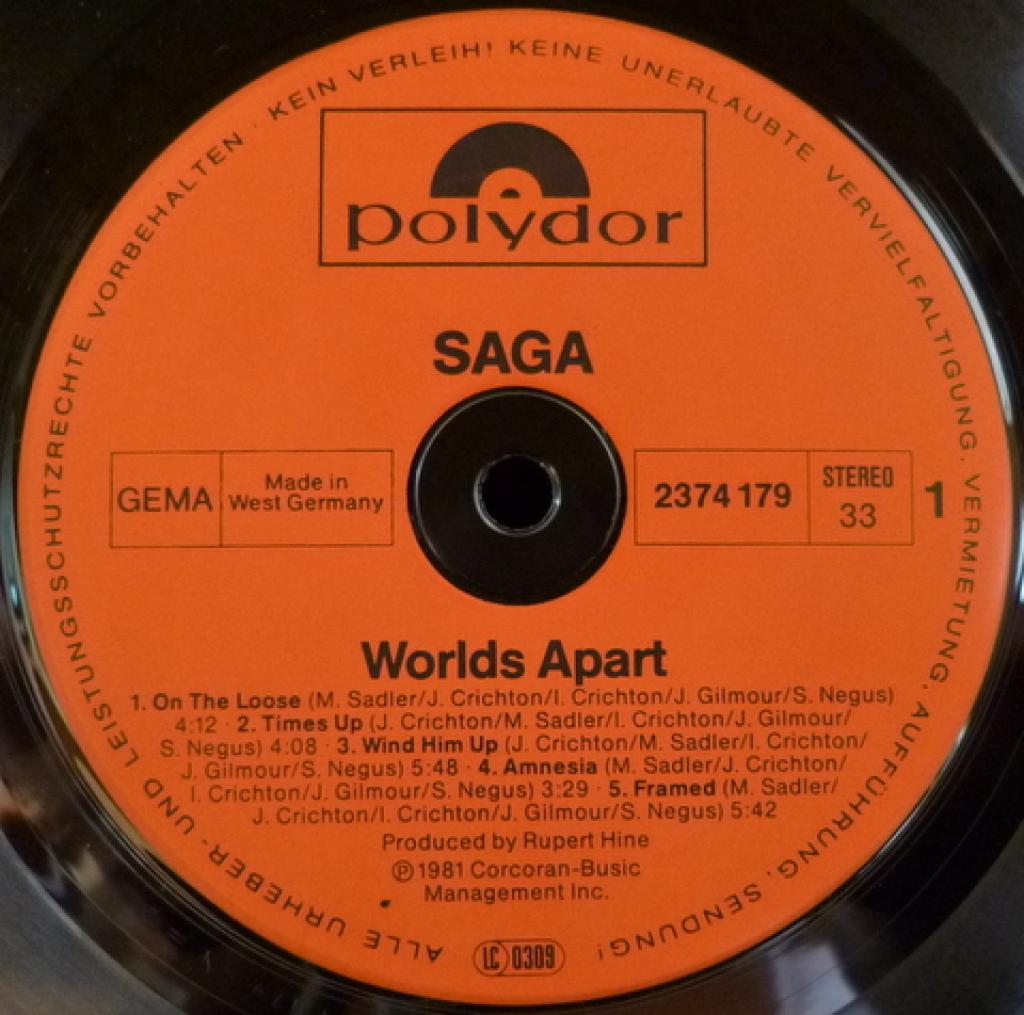 ALLE URHEBER- UND LEISTUNGSSCHUTZRECHTE VORBEHALTEN · KEIN VERLEIH! KEINE UNERLAUBTE VERVIELFALTIGUNG, VERMIETUNG, AUFFÜHRUNG, SENDUNG!
polydor
SAGA
GEMA
Made in
West Germany
2374 179
STEREO
33
1
Worlds Apart
1. On The Loose (M. Sadler/J. Crichton/I. Crichton/J. Gilmour/S. Negus)
4:12 · 2. Times Up (J. Crichton/M. Sadler/I. Crichton/J. Gilmour/
S. Negus) 4:08 · 3. Wind Him Up (J. Crichton/M. Sadler/I. Crichton/
J. Gilmour/S. Negus) 5:48 · 4. Amnesia (M. Sadler/J. Crichton/
I. Crichton/J. Gilmour/S. Negus) 3:29 · 5. Framed (M. Sadler/
J. Crichton/I. Crichton/J. Gilmour/S. Negus) 5:42
Produced by Rupert Hine
℗ 1981 Corcoran-Busic
Management Inc.
LC 0309